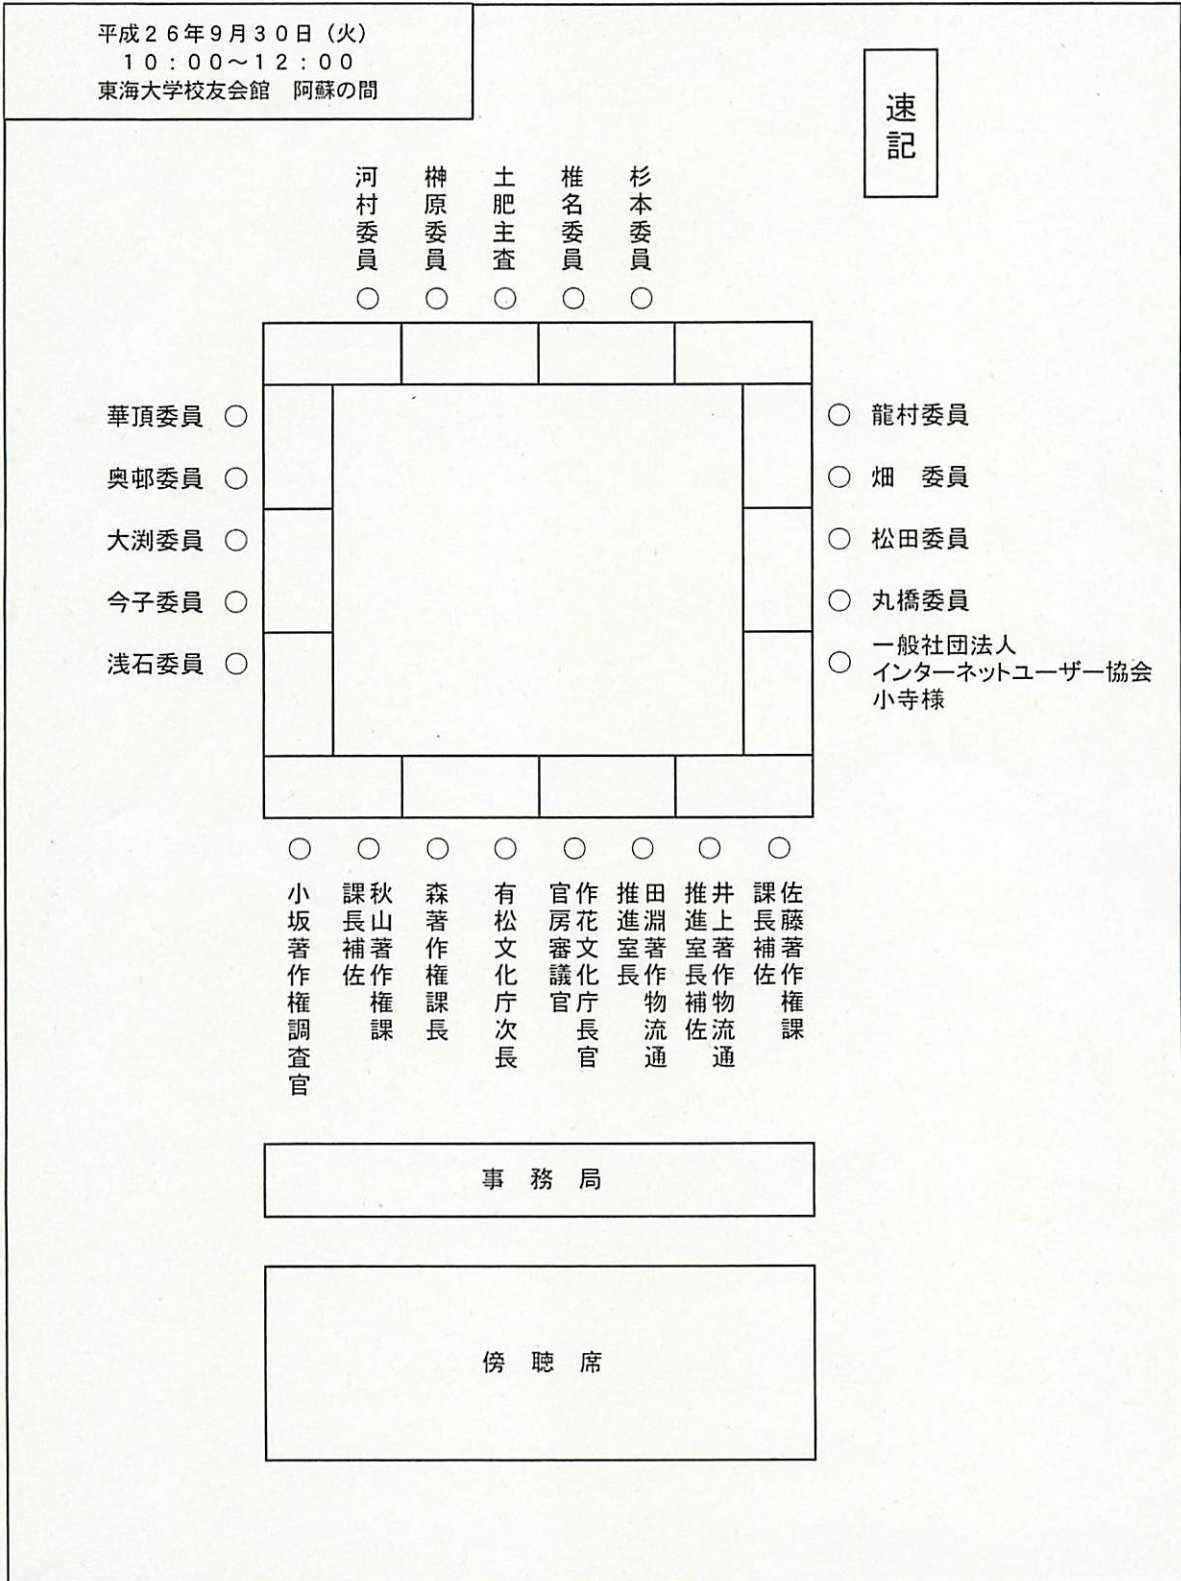 平成２６年９月３０日（火）
１０：００～１２：００
東海大学校友会館　阿蘇の間
速記
河村委員
榊原委員
土肥主査
椎名委員
杉本委員
華頂委員
奥邨委員
大渕委員
今子委員
浅石委員
龍村委員
畑　委員
松田委員
丸橋委員
一般社団法人
インターネットユーザー協会
小寺様
小坂著作権調査官
秋山著作権課
課長補佐
森著作権課長
有松文化庁次長
作花文化庁長官
官房審議官
田淵著作物流通
推進室長
井上著作物流通
推進室長補佐
佐藤著作権課
課長補佐
事　務　局
傍　聴　席